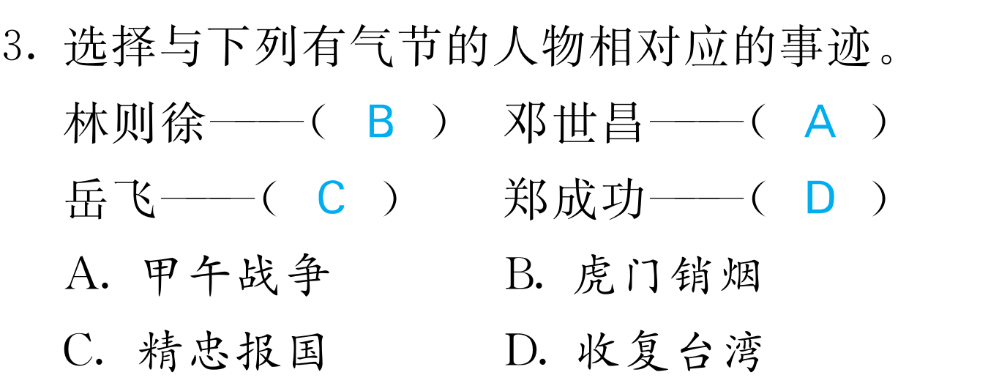 3. 选择与下列有气节的人物相对应的事迹。
林则徐——( B ) 邓世昌——( A )
岳飞——( C ) 郑成功——( D )
A. 甲午战争 B. 虎门销烟
C. 精忠报国 D. 收复台湾